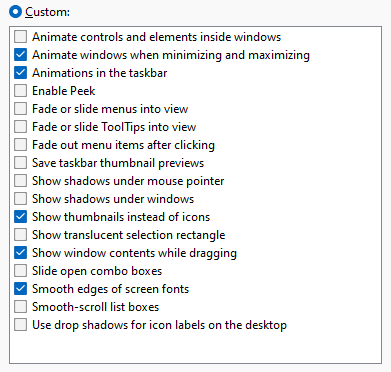 Custom:
Animate controls and elements inside windows
Animate windows when minimizing and maximizing
Animations in the taskbar
Enable Peek
Fade or slide menus into view
Fade or slide ToolTips into view
Fade out menu items after clicking
Save taskbar thumbnail previews
Show shadows under mouse pointer
Show shadows under windows
Show thumbnails instead of icons
Show translucent selection rectangle
Show window contents while dragging
Slide open combo boxes
Smooth edges of screen fonts
Smooth-scroll list boxes
Use drop shadows for icon labels on the desktop